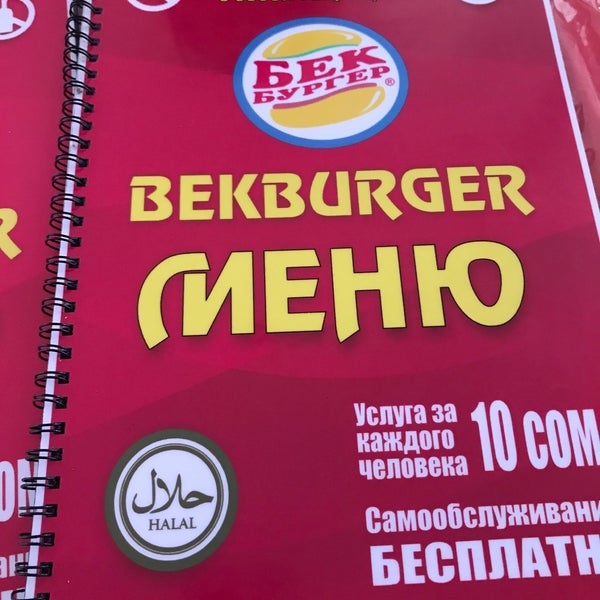 БЕК
БУРГЕР®
BEKBURGER
МЕНЮ
Услуга за
каждого
человека
10 СОМ
حلال
HALAL
Самообслуживани
БЕСПЛАТН